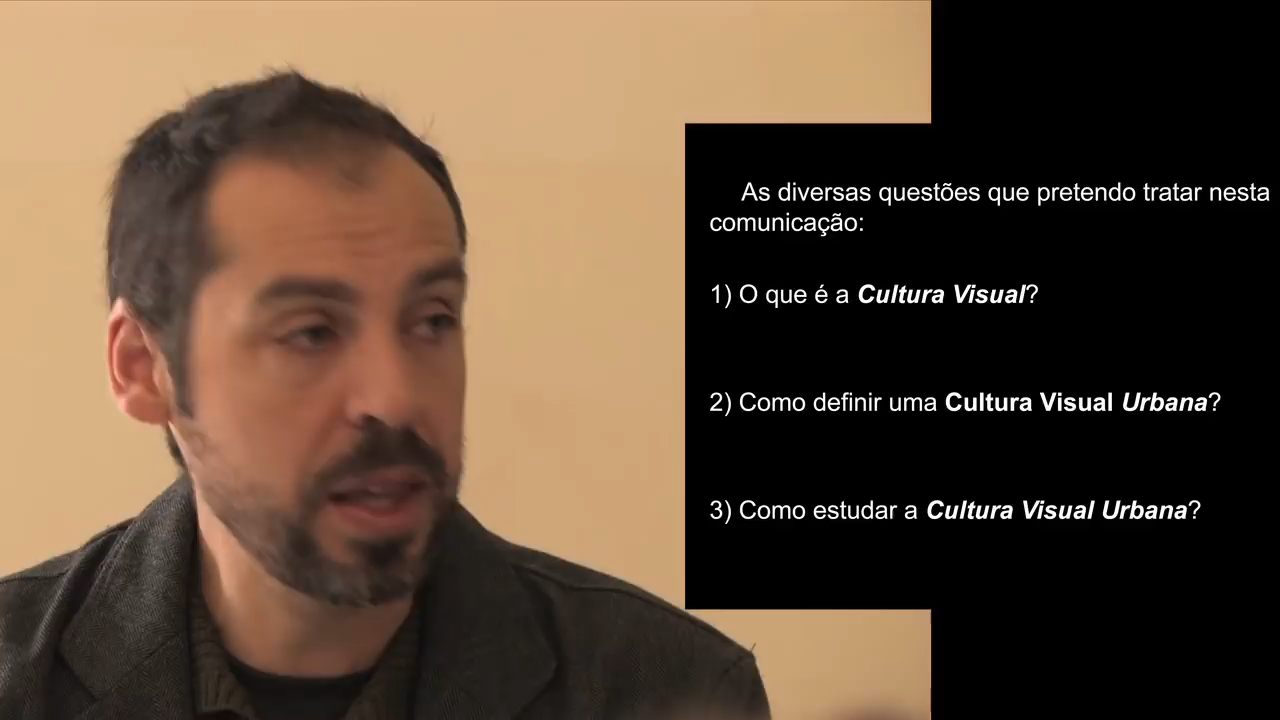 As diversas questões que pretendo tratar nesta
comunicação:
1) O que é a Cultura Visual?
2) Como definir uma Cultura Visual Urbana?
3) Como estudar a Cultura Visual Urbana?